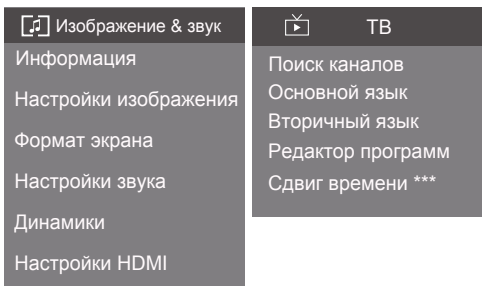 Изображение & звук
Информация
Настройки изображения
Формат экрана
Настройки звука
Динамики
Настройки HDMI
ТВ
Поиск каналов
Основной язык
Вторичный язык
Редактор программ
Сдвиг времени ***